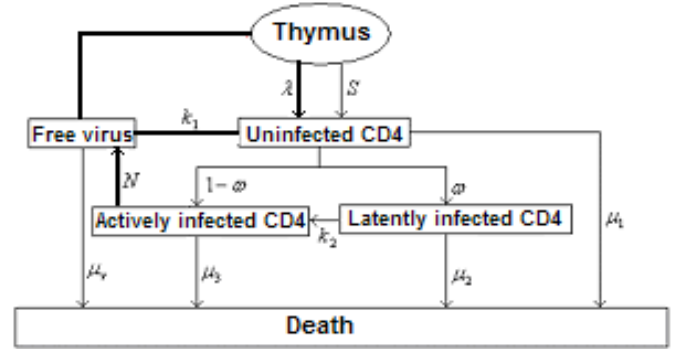 Thymus
λ
S
k₁
Free virus
Uninfected CD4
N
1-ϖ
ϖ
Actively infected CD4
k₂
Latently infected CD4
μ₁
μᵥ
μ₃
μ₂
Death